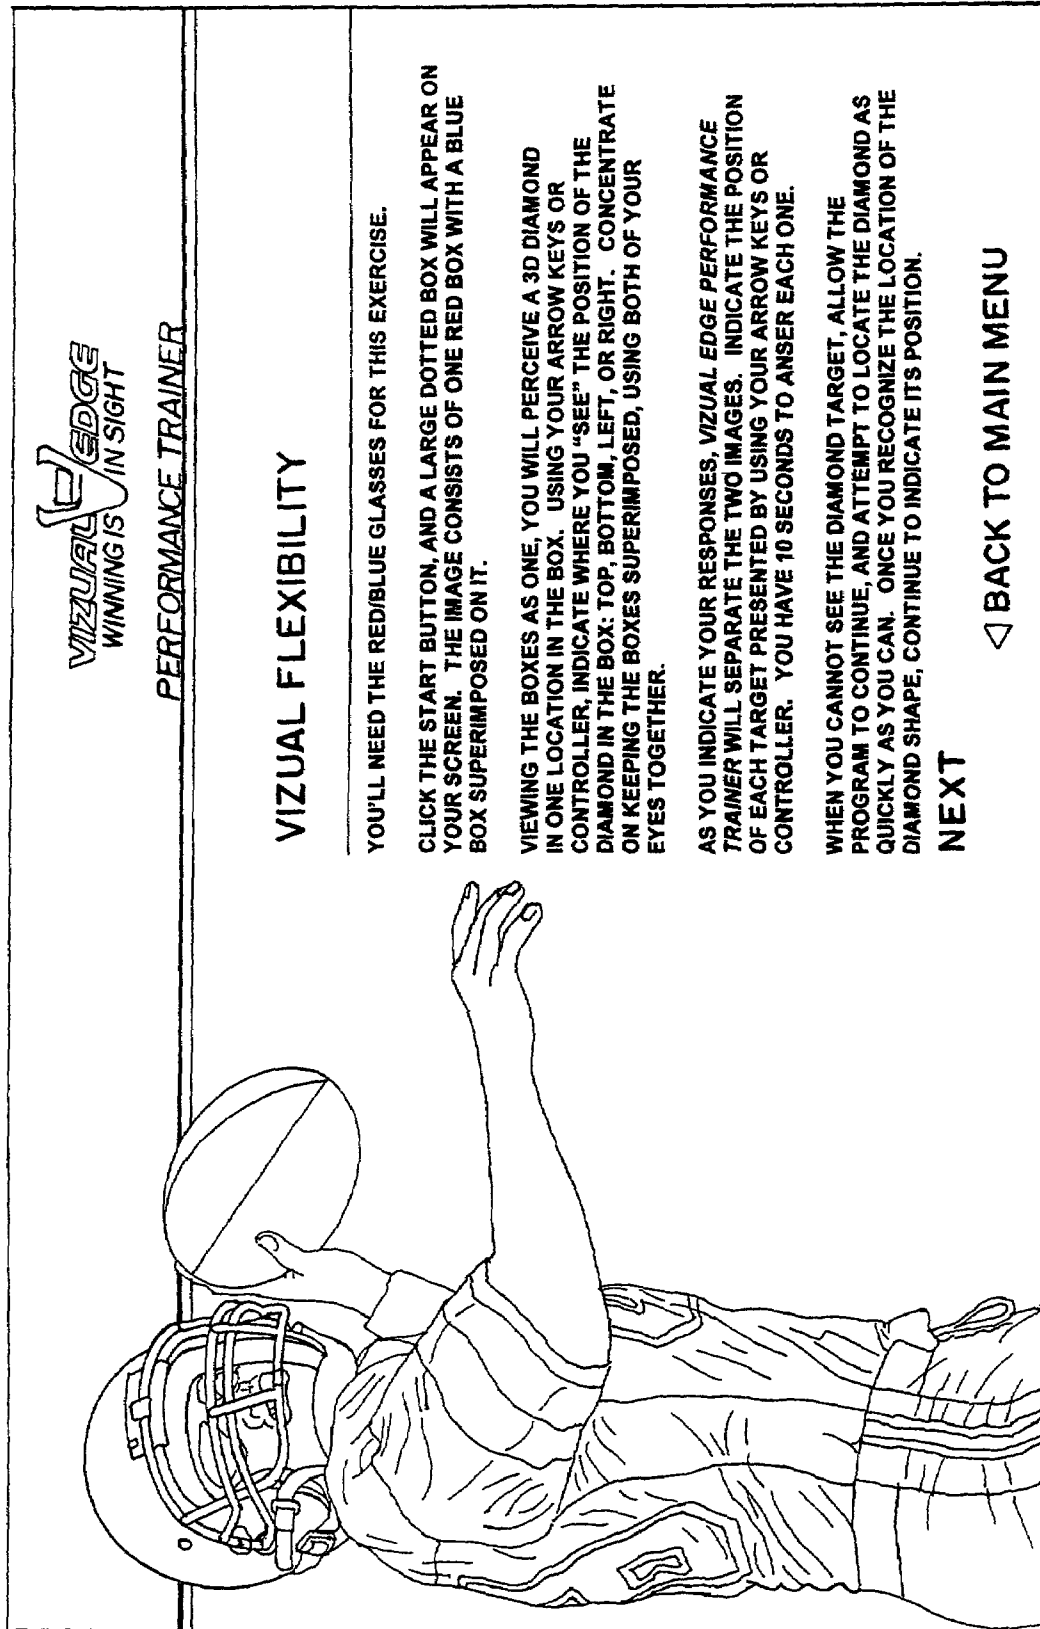 VIZUAL EDGE
WINNING IS IN SIGHT
PERFORMANCE TRAINER
VIZUAL FLEXIBILITY
YOU'LL NEED THE RED/BLUE GLASSES FOR THIS EXERCISE.
CLICK THE START BUTTON, AND A LARGE DOTTED BOX WILL APPEAR ON
YOUR SCREEN. THE IMAGE CONSISTS OF ONE RED BOX WITH A BLUE
BOX SUPERIMPOSED ON IT.
VIEWING THE BOXES AS ONE, YOU WILL PERCEIVE A 3D DIAMOND
IN ONE LOCATION IN THE BOX. USING YOUR ARROW KEYS OR
CONTROLLER, INDICATE WHERE YOU "SEE" THE POSITION OF THE
DIAMOND IN THE BOX: TOP, BOTTOM, LEFT, OR RIGHT. CONCENTRATE
ON KEEPING THE BOXES SUPERIMPOSED, USING BOTH OF YOUR
EYES TOGETHER.
AS YOU INDICATE YOUR RESPONSES, VIZUAL EDGE PERFORMANCE
TRAINER WILL SEPARATE THE TWO IMAGES. INDICATE THE POSITION
OF EACH TARGET PRESENTED BY USING YOUR ARROW KEYS OR
CONTROLLER. YOU HAVE 10 SECONDS TO ANSER EACH ONE.
WHEN YOU CANNOT SEE THE DIAMOND TARGET, ALLOW THE
PROGRAM TO CONTINUE, AND ATTEMPT TO LOCATE THE DIAMOND AS
QUICKLY AS YOU CAN. ONCE YOU RECOGNIZE THE LOCATION OF THE
DIAMOND SHAPE, CONTINUE TO INDICATE ITS POSITION.
NEXT
◁ BACK TO MAIN MENU